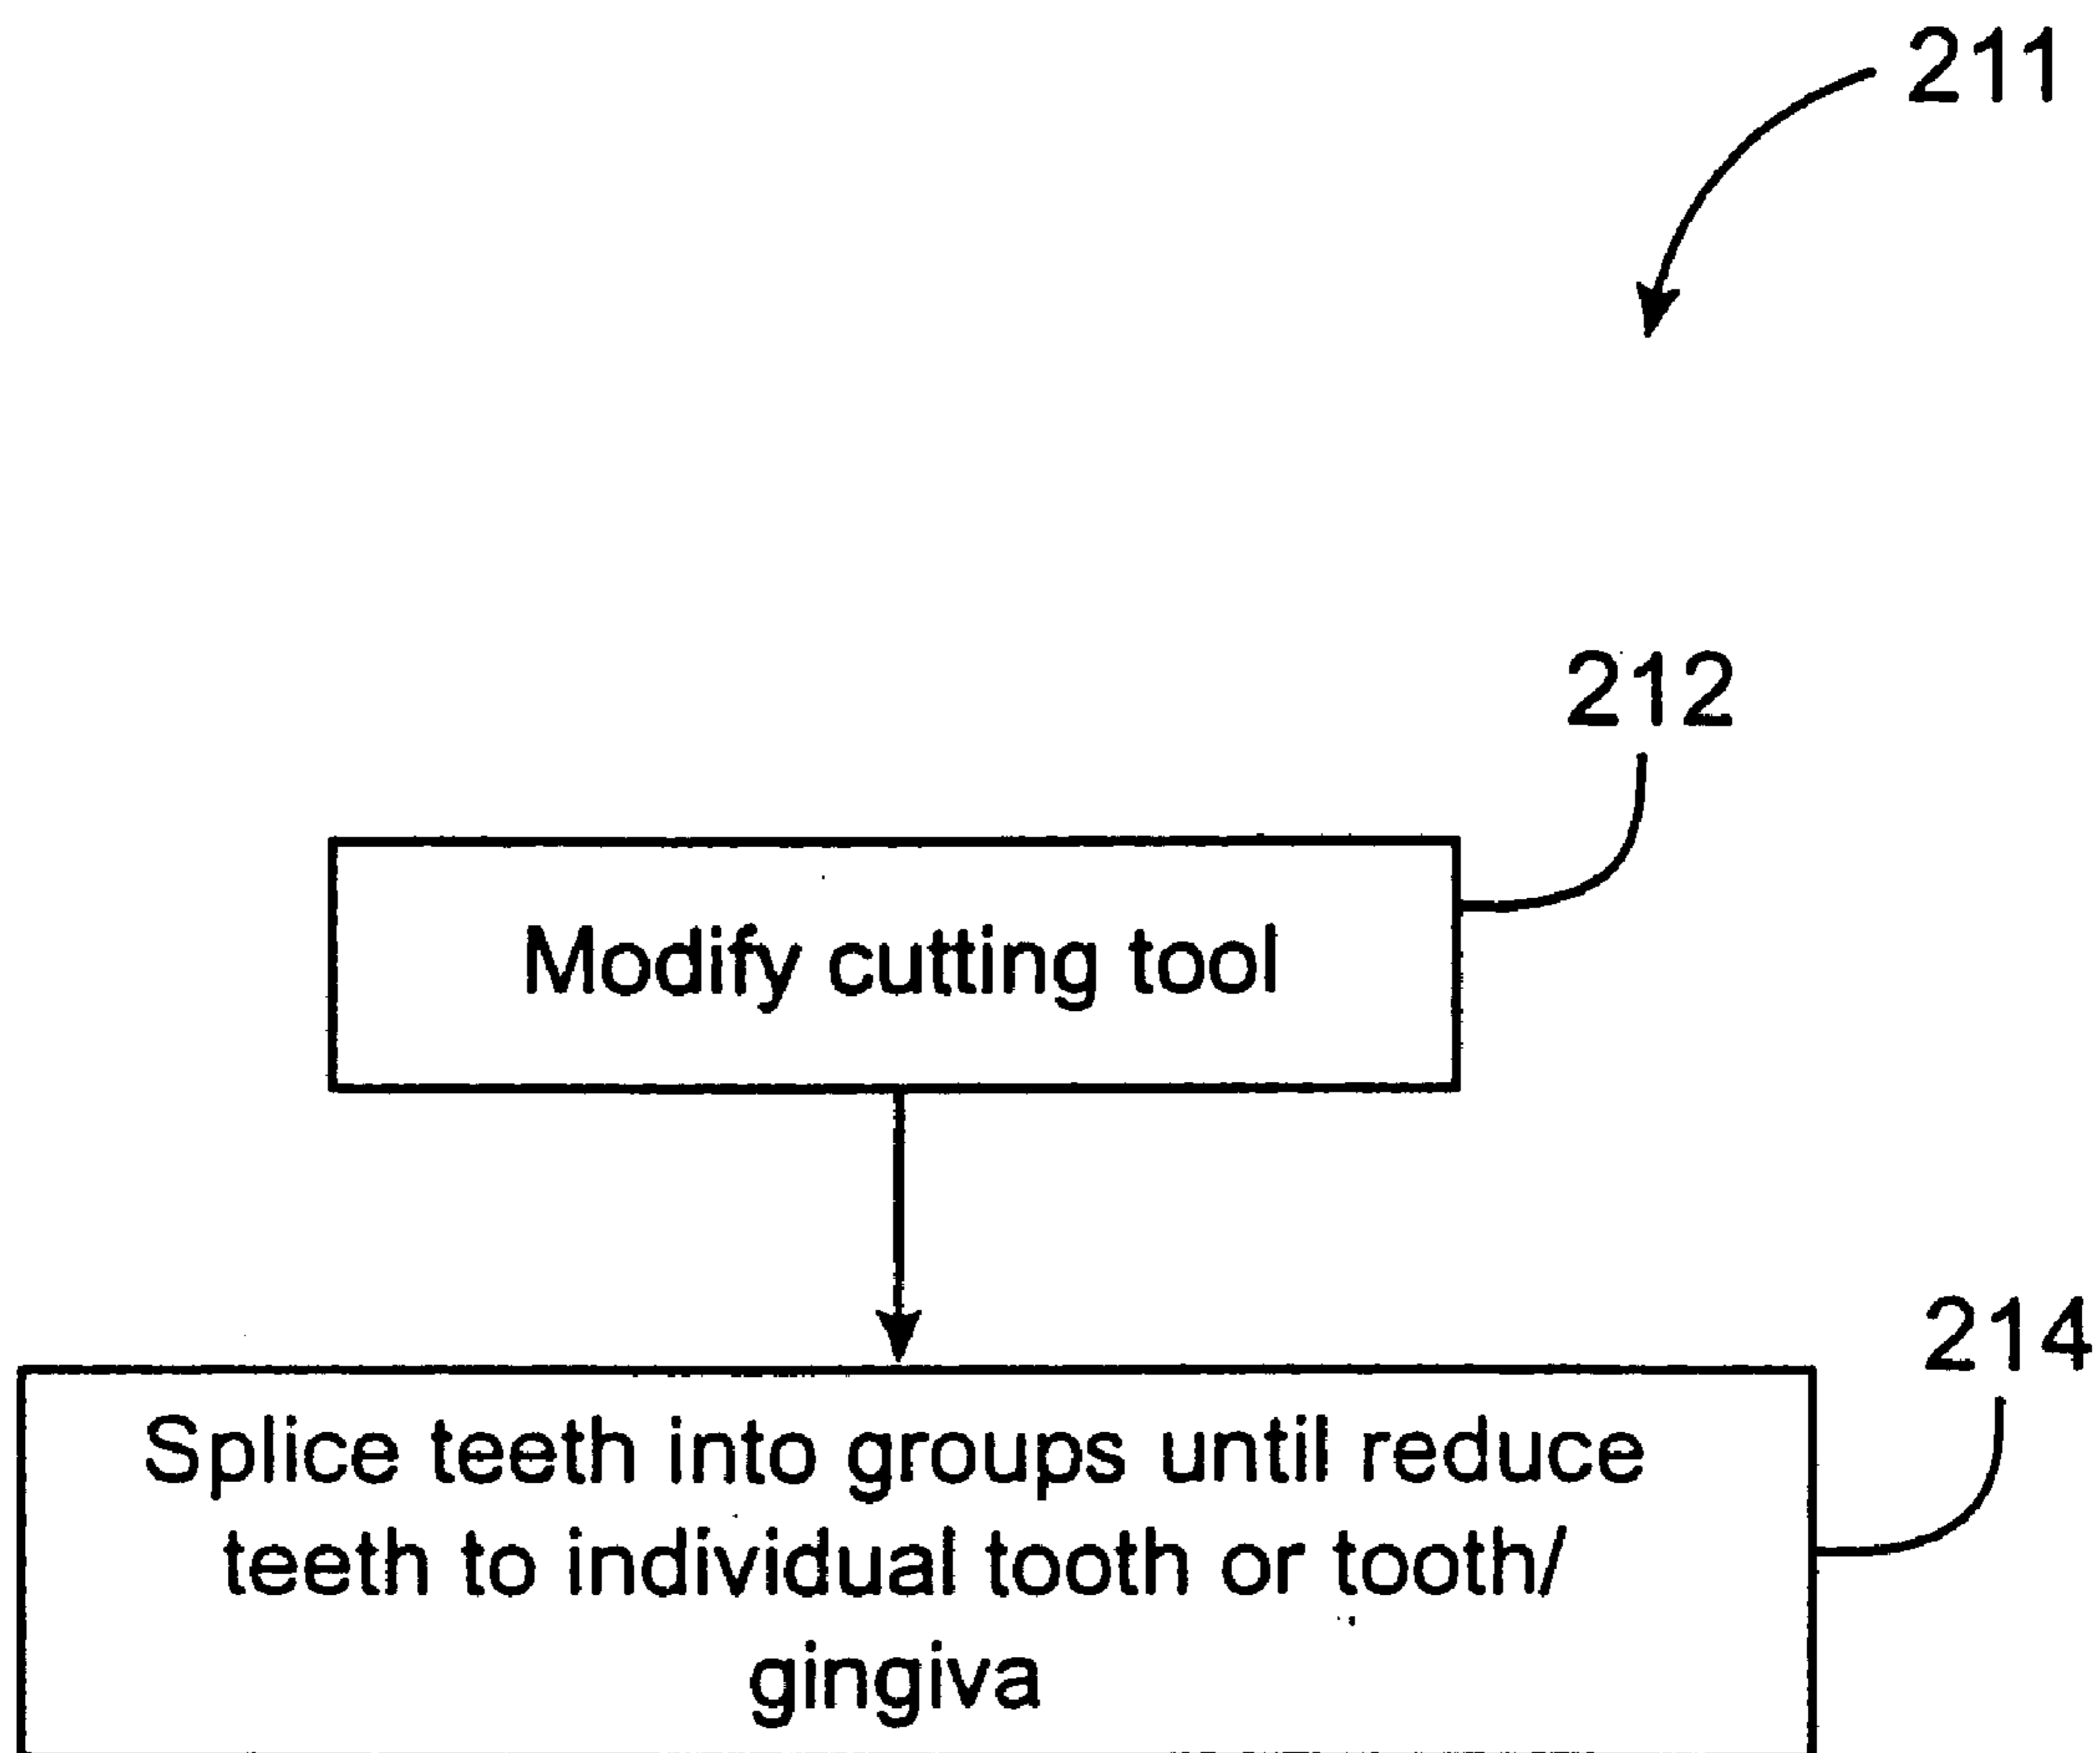 211
212
Modify cutting tool
214
Splice teeth into groups until reduce
teeth to individual tooth or tooth/
gingiva